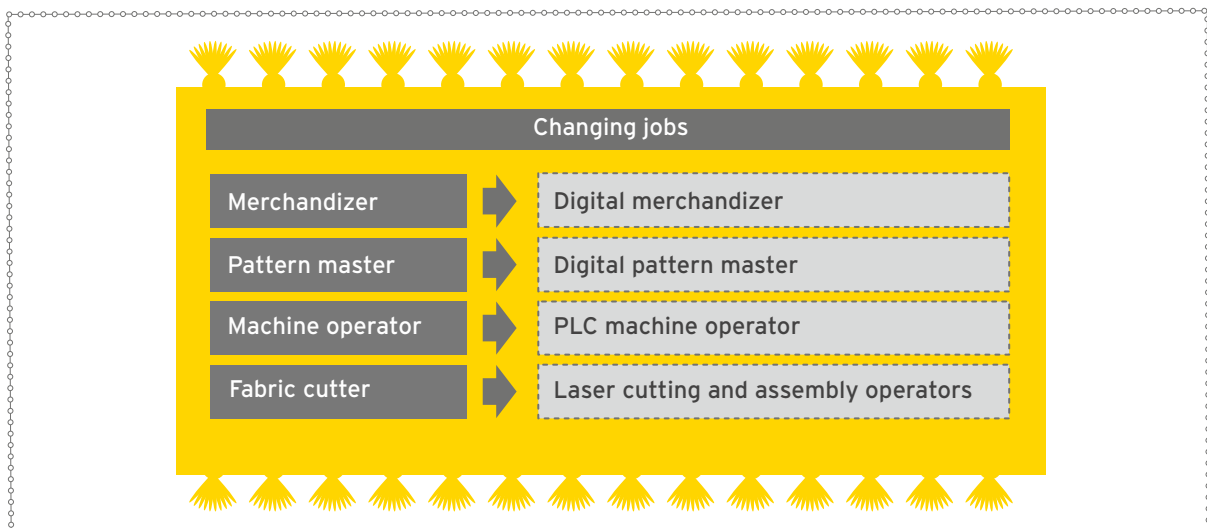 Changing jobs
Merchandizer
Digital merchandizer
Pattern master
Digital pattern master
Machine operator
PLC machine operator
Fabric cutter
Laser cutting and assembly operators